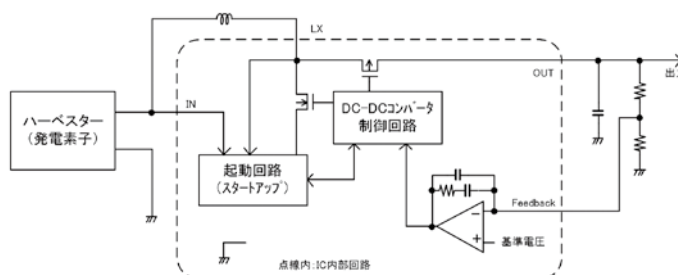 LX
IN
OUT
ハーベスター
(発電素子)
DC-DCコンバータ
制御回路
起動回路
(スタートアップ)
Feedback
基準電圧
点線内:IC内部回路